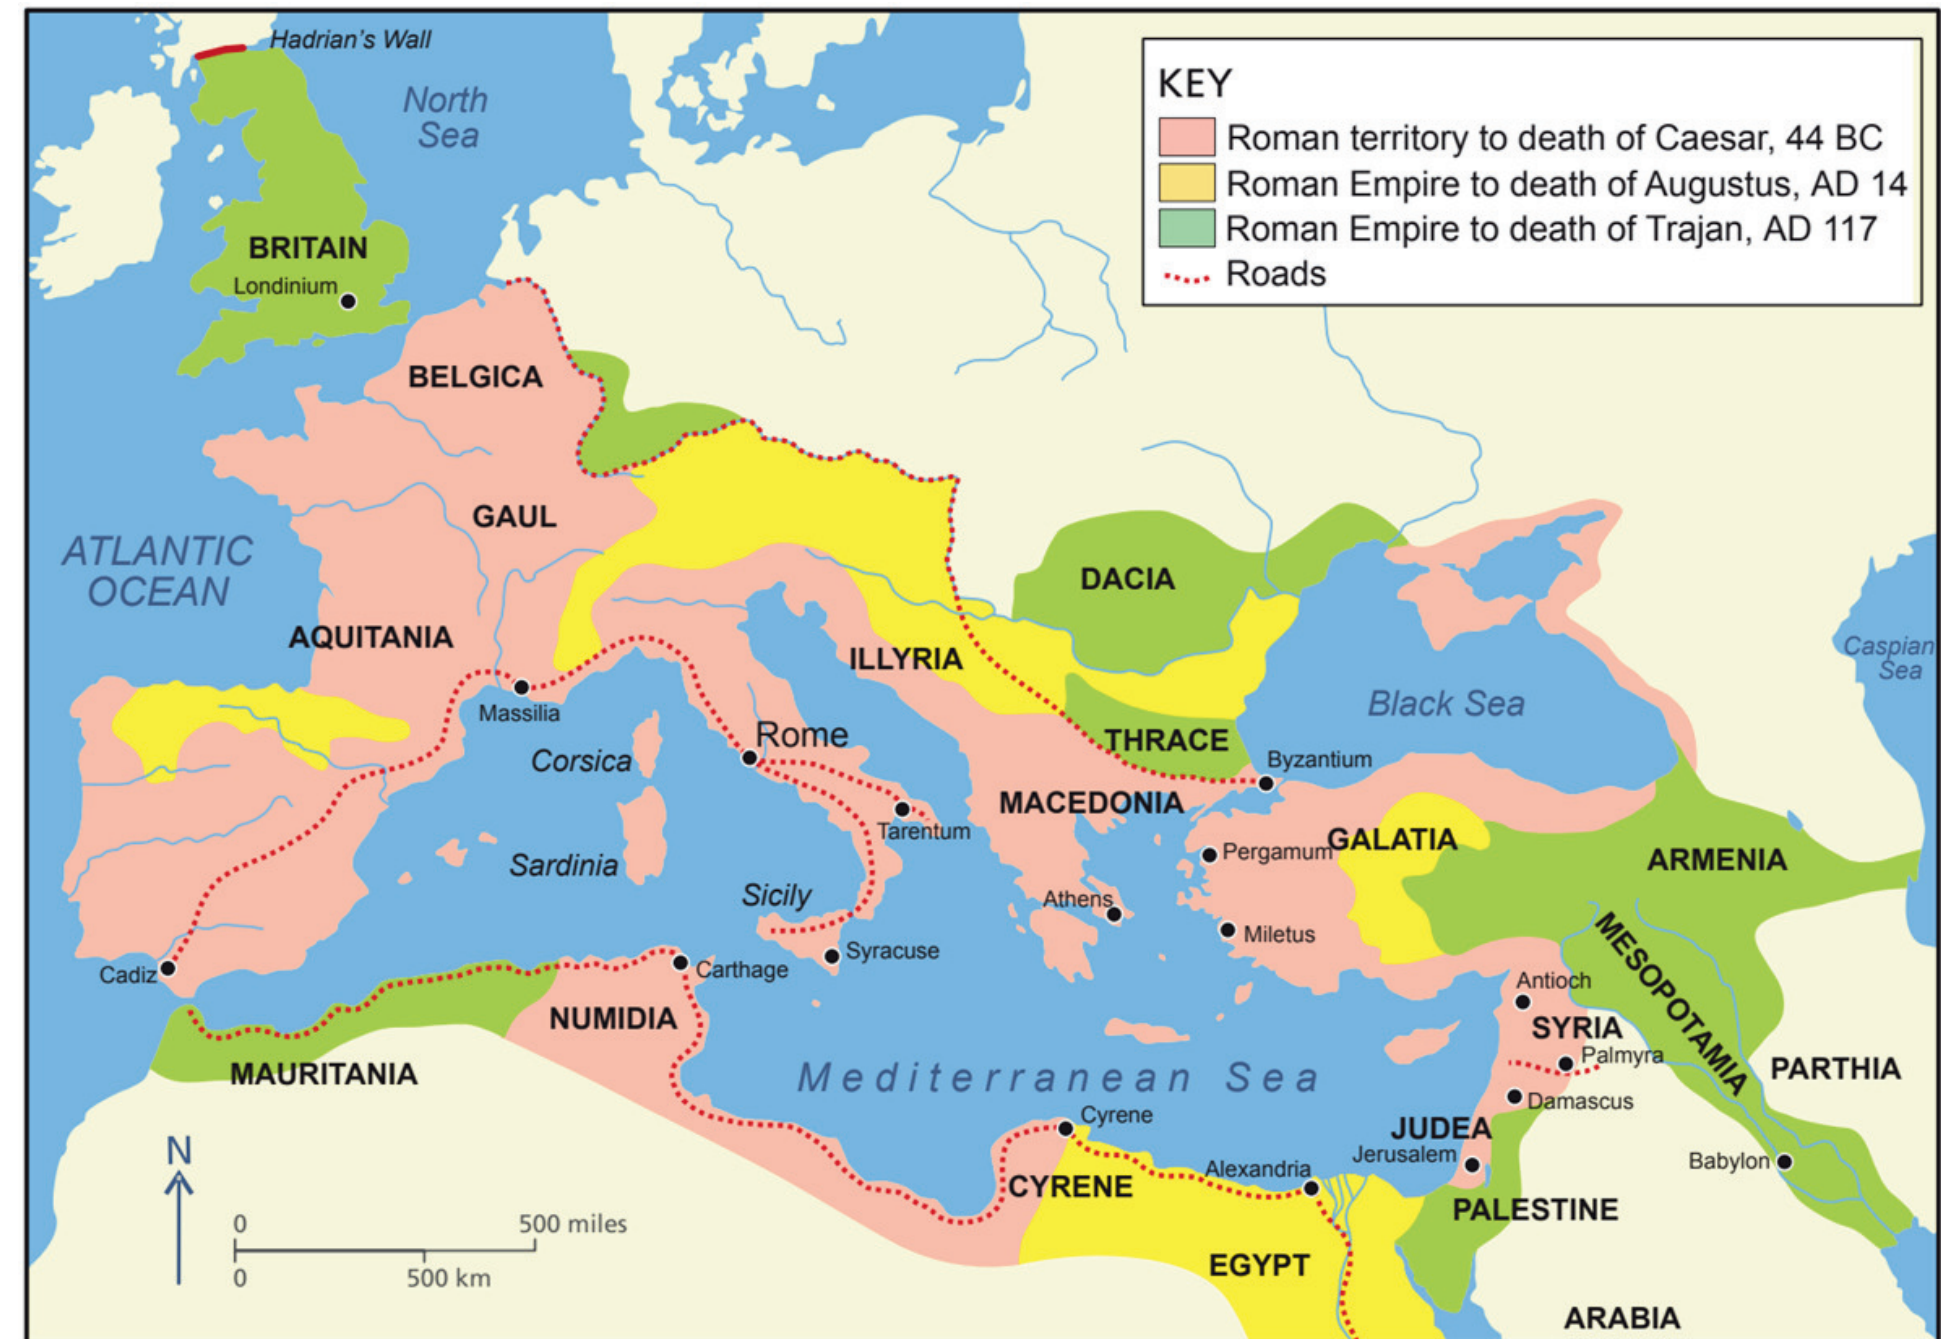 Hadrian's Wall
North
Sea
KEY
Roman territory to death of Caesar, 44 BC
Roman Empire to death of Augustus, AD 14
Roman Empire to death of Trajan, AD 117
Roads
BRITAIN
Londinium
BELGICA
GAUL
ATLANTIC
OCEAN
DACIA
AQUITANIA
ILLYRIA
Caspian
Sea
Black Sea
Massilia
Rome
THRACE
Corsica
Byzantium
MACEDONIA
Tarentum
GALATIA
Pergamum
ARMENIA
Sardinia
Sicily
Athens
Miletus
Syracuse
Cadiz
Carthage
MESOPOTAMIA
Antioch
NUMIDIA
SYRIA
Palmyra
MAURITANIA
Mediterranean Sea
PARTHIA
Damascus
Cyrene
JUDEA
Jerusalem
N
Alexandria
Babylon
CYRENE
PALESTINE
0 500 miles
0 500 km
EGYPT
ARABIA